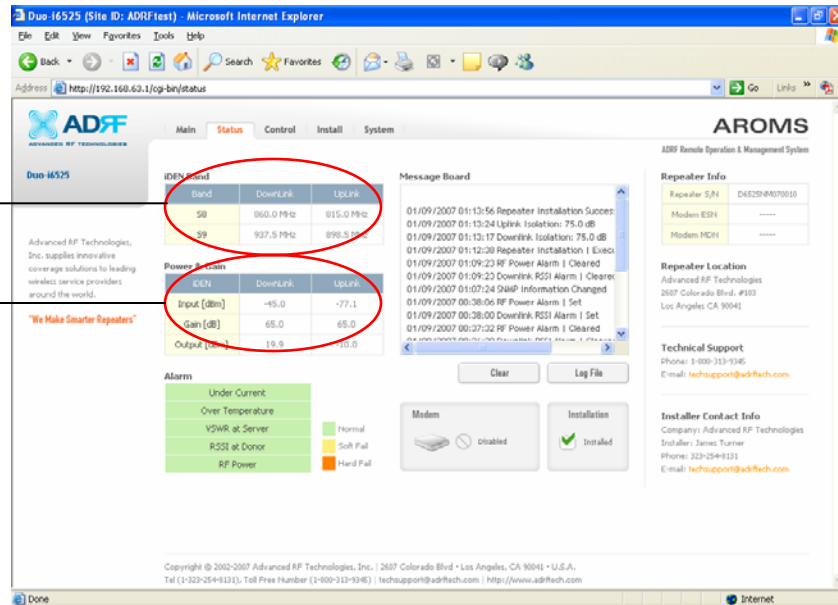 Duo-i6525 (Site ID: ADRFtest) - Microsoft Internet Explorer
File Edit View Favorites Tools Help
Back Search Favorites
Address http://192.168.63.1/cgi-bin/status Go Links
ADRF
ADVANCED RF TECHNOLOGIES
Main Status Control Install System
AROMS
ADRF Remote Operation & Management System
Duo-i6525
Advanced RF Technologies,
Inc. supplies innovative
coverage solutions to leading
wireless service providers
around the world.
"We Make Smarter Repeaters"
iDEN Band
Band DownLink UpLink
S8 860.0 MHz 815.0 MHz
S9 937.5 MHz 898.5 MHz
Power & Gain
iDEN DownLink UpLink
Input [dBm] -45.0 -77.1
Gain [dB] 65.0 65.0
Output [dBm] 19.9 -10.0
Alarm
Under Current
Over Temperature
VSWR at Server
RSSI at Donor
RF Power
Normal
Soft Fail
Hard Fail
Message Board
01/09/2007 01:13:56 Repeater Installation Succes
01/09/2007 01:13:24 Uplink Isolation: 75.0 dB
01/09/2007 01:13:17 Downlink Isolation: 75.0 dB
01/09/2007 01:12:38 Repeater Installation | Execu
01/09/2007 01:09:23 RF Power Alarm | Cleared
01/09/2007 01:09:23 Downlink RSSI Alarm | Cleared
01/09/2007 01:07:24 SNMP Information Changed
01/09/2007 00:38:06 RF Power Alarm | Set
01/09/2007 00:38:00 Downlink RSSI Alarm | Set
01/09/2007 00:37:32 RF Power Alarm | Cleared
Downlink RSSI Alarm | Cleared
Clear Log File
Modem
Disabled
Installation
Installed
Repeater Info
Repeater S/N D6525NM070010
Modem ESN -----
Modem MDN -----
Repeater Location
Advanced RF Technologies
2607 Colorado Blvd. #103
Los Angeles, CA 90041
Technical Support
Phone: 1-800-313-9345
E-mail: techsupport@adrftech.com
Installer Contact Info
Company: Advanced RF Technologies
Installer: James Turner
Phone: 323-254-8131
E-mail: techsupport@adrftech.com
Copyright @ 2002-2007 Advanced RF Technologies, Inc. | 2607 Colorado Blvd • Los Angeles, CA 90041 • U.S.A.
Tel (1-323-254-8131), Toll Free Number (1-800-313-9345) | techsupport@adrftech.com | http://www.adrftech.com
Done Internet